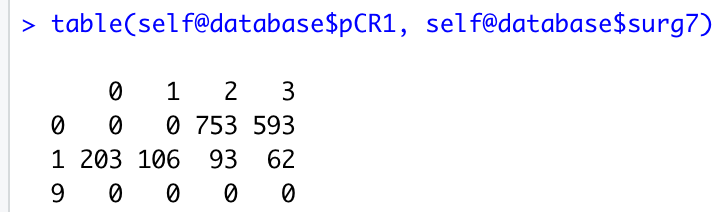 > table(self@database$pCR1, self@database$surg7)
0 1 2 3
0 0 0 753 593
1 203 106 93 62
9 0 0 0 0